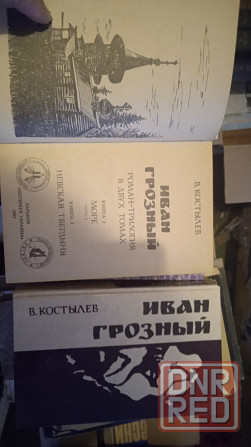 В. КОСТЫЛЕВ
ИВАН
ГРОЗНЫЙ
РОМАН-ТРИЛОГИЯ
В ДВУХ ТОМАХ
КНИГА 2
МОРЕ
КНИГА 3
НЕВСКАЯ ТВЕРДЫНЯ
В. КОСТЫЛЕВ
ИВАН
ГРОЗНЫЙ
DNR
RED